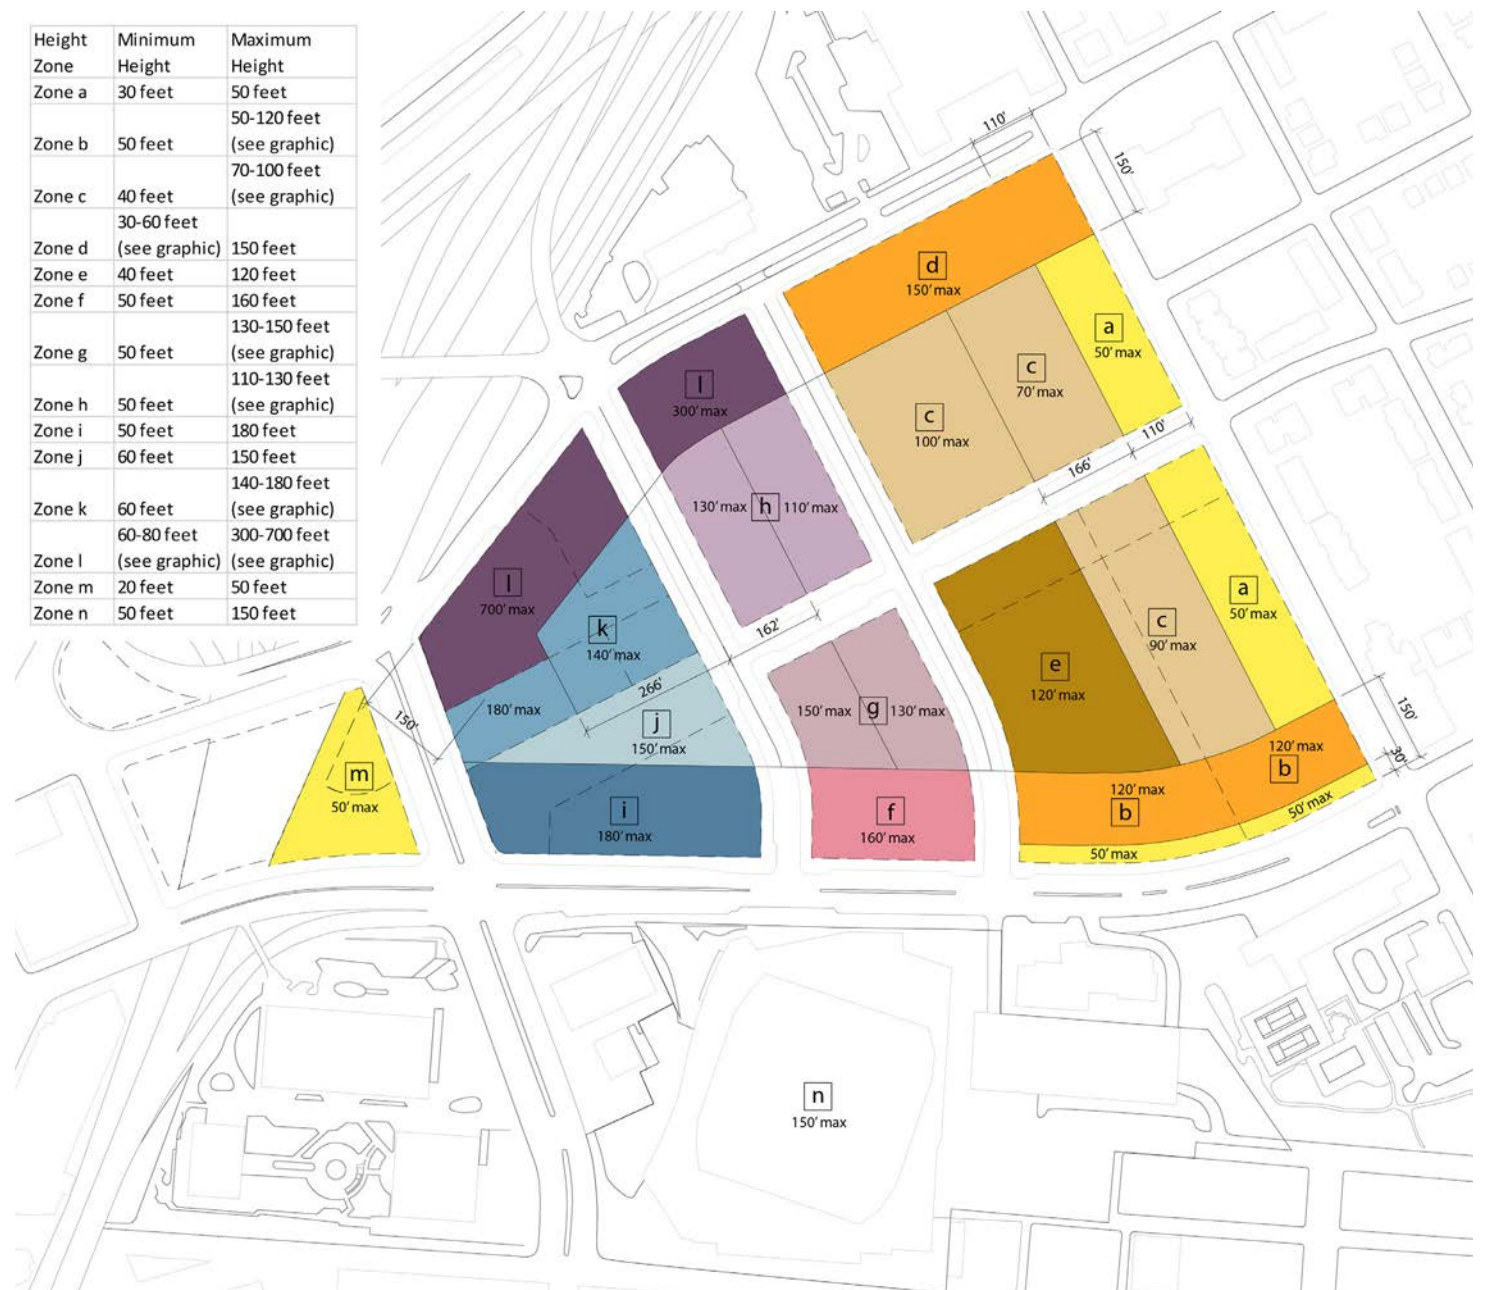 Height Minimum Maximum
Zone Height Height
Zone a 30 feet 50 feet
50-120 feet
Zone b 50 feet (see graphic)
70-100 feet
Zone c 40 feet (see graphic)
30-60 feet
Zone d (see graphic) 150 feet
Zone e 40 feet 120 feet
Zone f 50 feet 160 feet
130-150 feet
Zone g 50 feet (see graphic)
110-130 feet
Zone h 50 feet (see graphic)
Zone i 50 feet 180 feet
Zone j 60 feet 150 feet
140-180 feet
Zone k 60 feet (see graphic)
60-80 feet 300-700 feet
Zone l (see graphic) (see graphic)
Zone m 20 feet 50 feet
Zone n 50 feet 150 feet
110'
150'
d
150' max
a
50' max
c
70' max
c
100' max
l
300' max
130' max h 110' max
110'
166'
l
700' max
k
140' max
162'
266'
180' max
150'
j
150' max
i
180' max
m
50' max
150' max g 130' max
f
160' max
e
120' max
c
90' max
a
50' max
150'
30'
120' max
b
120' max
b
50' max
50' max
n
150' max